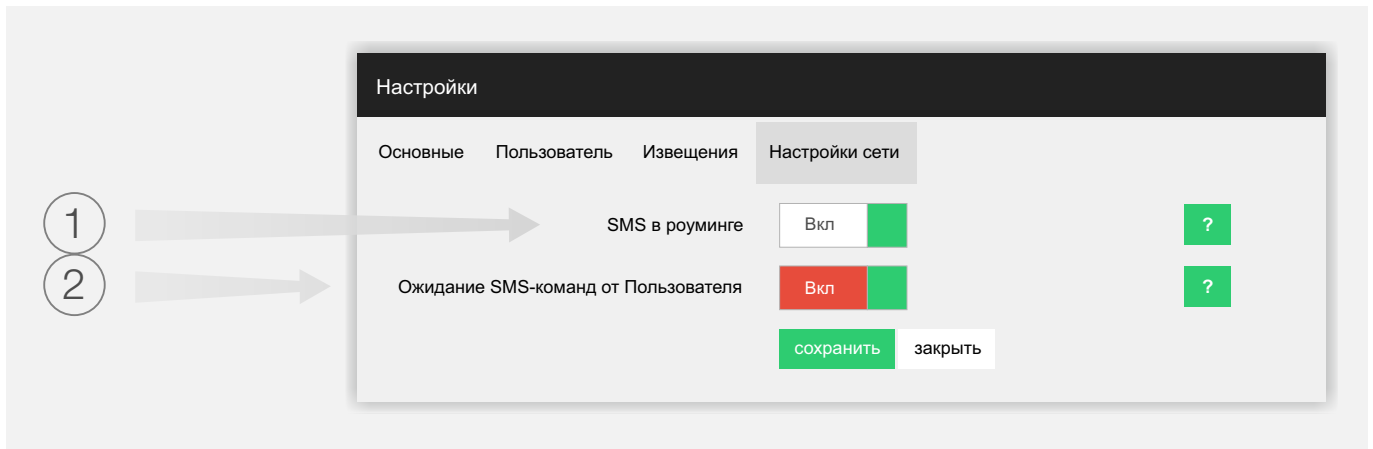 Настройки
Основные Пользователь Извещения Настройки сети
1 SMS в роуминге Вкл ?
2 Ожидание SMS-команд от Пользователя Вкл ?
сохранить закрыть